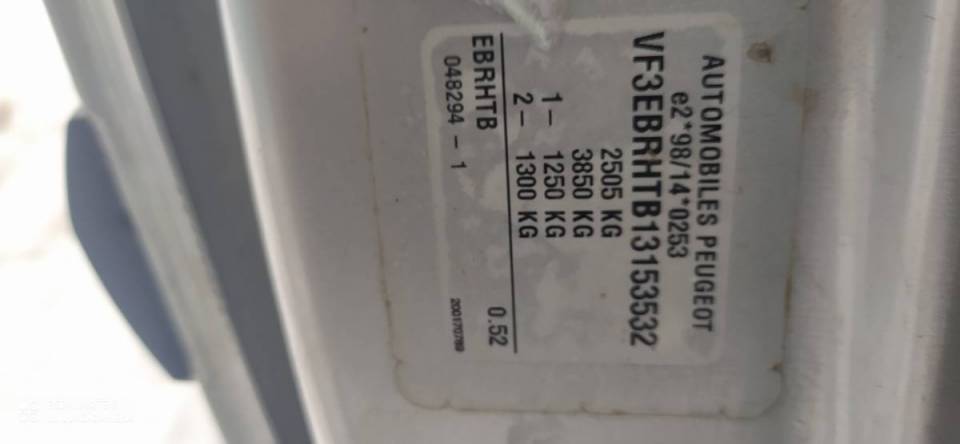 AUTOMOBILES PEUGEOT
e2*98/14*0253
VF3EBRHTB13153532
2505 KG
3850 KG
1 – 1250 KG
2 – 1300 KG
EBRHTB 0.52
048294 – 1 200170789